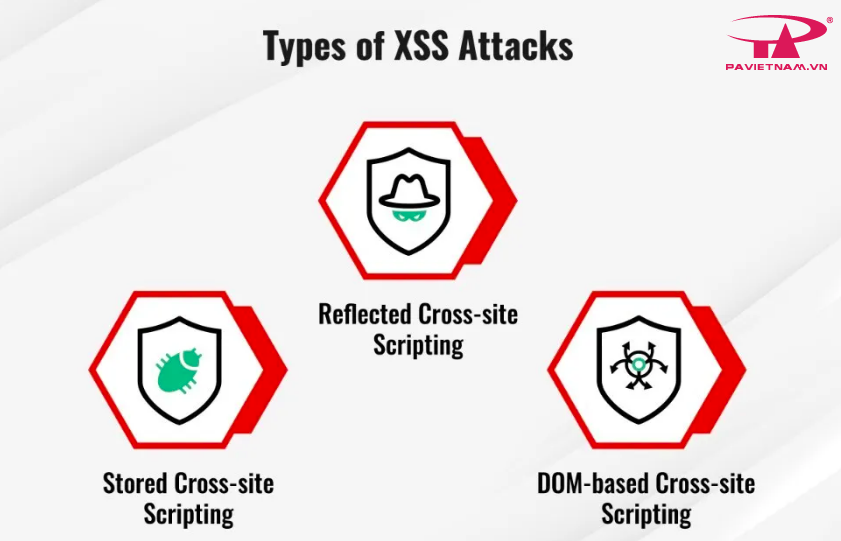 Types of XSS Attacks
®
PAVIETNAM.VN
Reflected Cross-site
Scripting
Stored Cross-site
Scripting
DOM-based Cross-site
Scripting